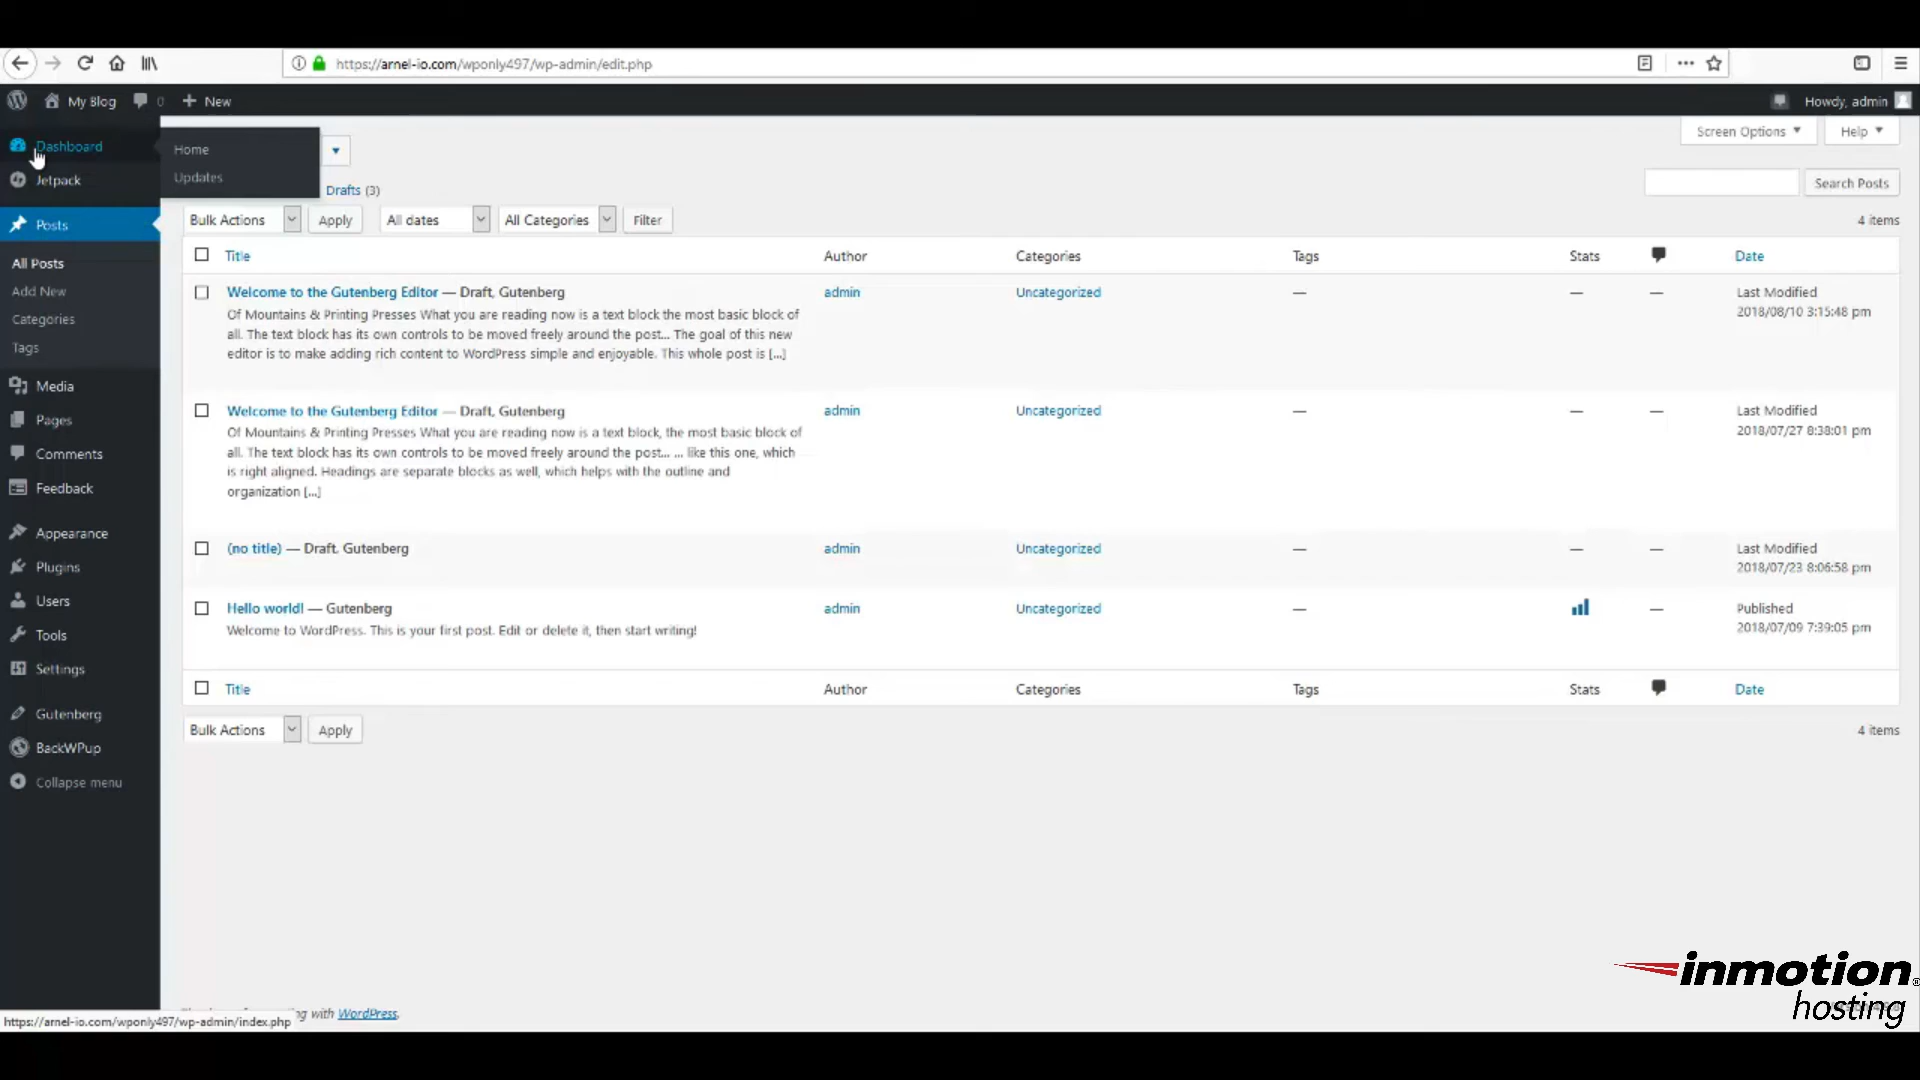 https://arnel-io.com/wponly497/wp-admin/edit.php
My Blog 0 New
Howdy, admin
Dashboard
Home
Updates
Jetpack
Posts
All Posts
Add New
Categories
Tags
Media
Pages
Comments
Feedback
Appearance
Plugins
Users
Tools
Settings
Gutenberg
BackWPup
Collapse menu
Screen Options
Help
Drafts (3)
Search Posts
Bulk Actions Apply All dates All Categories Filter
4 items
Title Author Categories Tags Stats Date
Welcome to the Gutenberg Editor — Draft, Gutenberg
Of Mountains & Printing Presses What you are reading now is a text block the most basic block of
all. The text block has its own controls to be moved freely around the post... The goal of this new
editor is to make adding rich content to WordPress simple and enjoyable. This whole post is [...]
admin Uncategorized — — —
Last Modified
2018/08/10 3:15:48 pm
Welcome to the Gutenberg Editor — Draft, Gutenberg
Of Mountains & Printing Presses What you are reading now is a text block, the most basic block of
all. The text block has its own controls to be moved freely around the post... ... like this one, which
is right aligned. Headings are separate blocks as well, which helps with the outline and
organization [...]
admin Uncategorized — — —
Last Modified
2018/07/27 8:38:01 pm
(no title) — Draft, Gutenberg
admin Uncategorized — — —
Last Modified
2018/07/23 8:06:58 pm
Hello world! — Gutenberg
Welcome to WordPress. This is your first post. Edit or delete it, then start writing!
admin Uncategorized — —
Published
2018/07/09 7:39:05 pm
Title Author Categories Tags Stats Date
Bulk Actions Apply
4 items
with WordPress.
https://arnel-io.com/wponly497/wp-admin/index.php
inmotion®
hosting